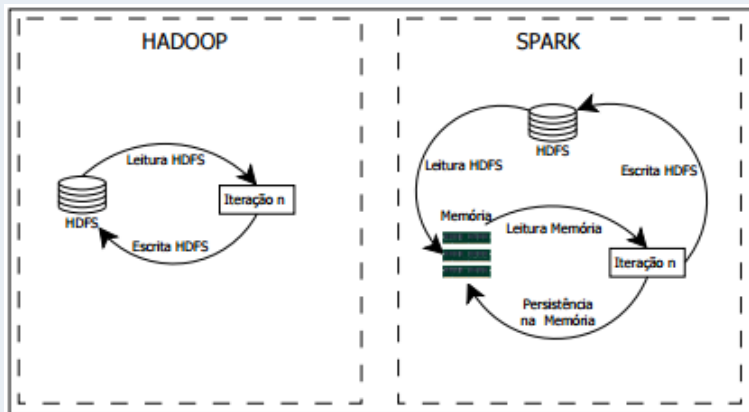 HADOOP
Leitura HDFS
HDFS
Iteração n
Escrita HDFS
SPARK
HDFS
Leitura HDFS
Escrita HDFS
Memória
Leitura Memória
Iteração n
Persistência
na Memória